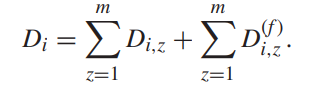 $D_i = \sum_{z=1}^{m} D_{i,z} + \sum_{z=1}^{m} D_{i,z}^{(f)}.$